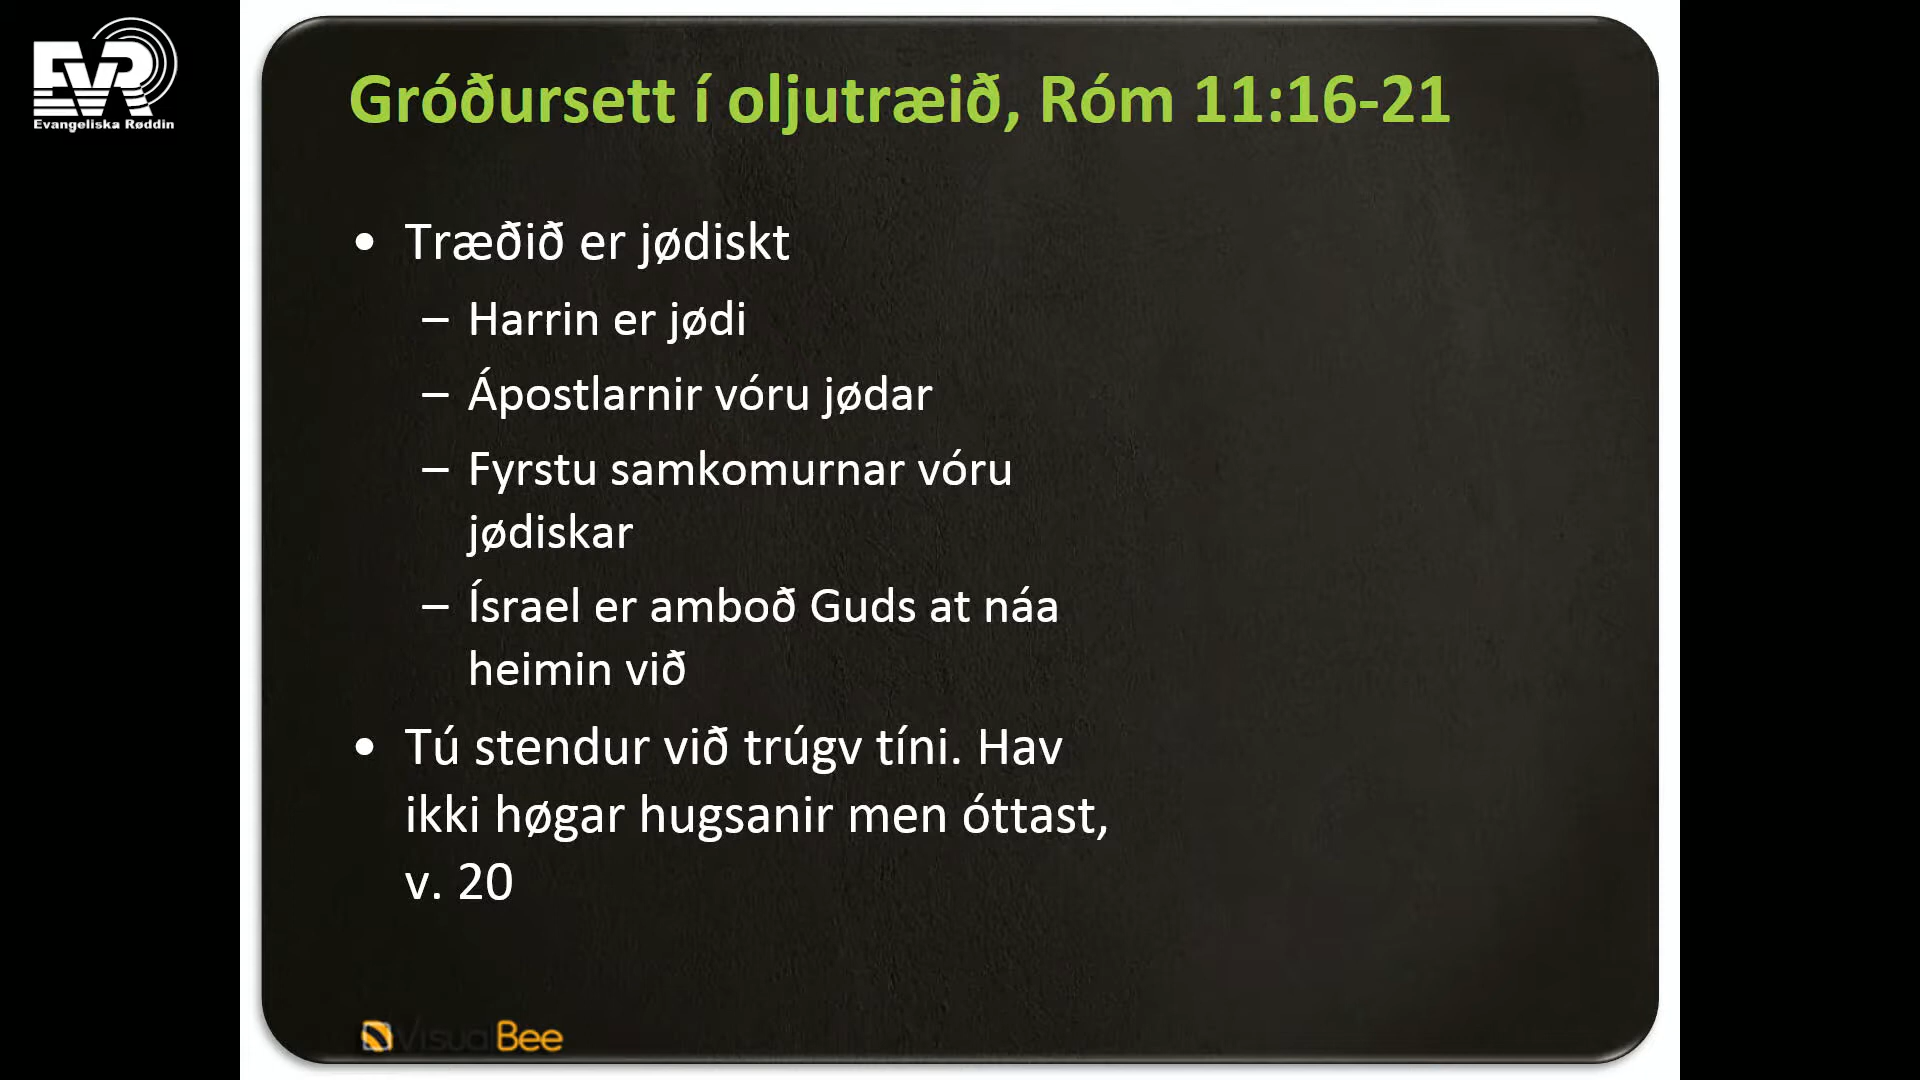 EVR
Evangeliska Røddin
Gróðursett í oljutræið, Róm 11:16-21
• Træðið er jødiskt
– Harrin er jødi
– Ápostlarnir vóru jødar
– Fyrstu samkomurnar vóru
jødiskar
– Ísrael er amboð Guds at náa
heimin við
• Tú stendur við trúgv tíni. Hav
ikki høgar hugsanir men óttast,
v. 20
VisualBee